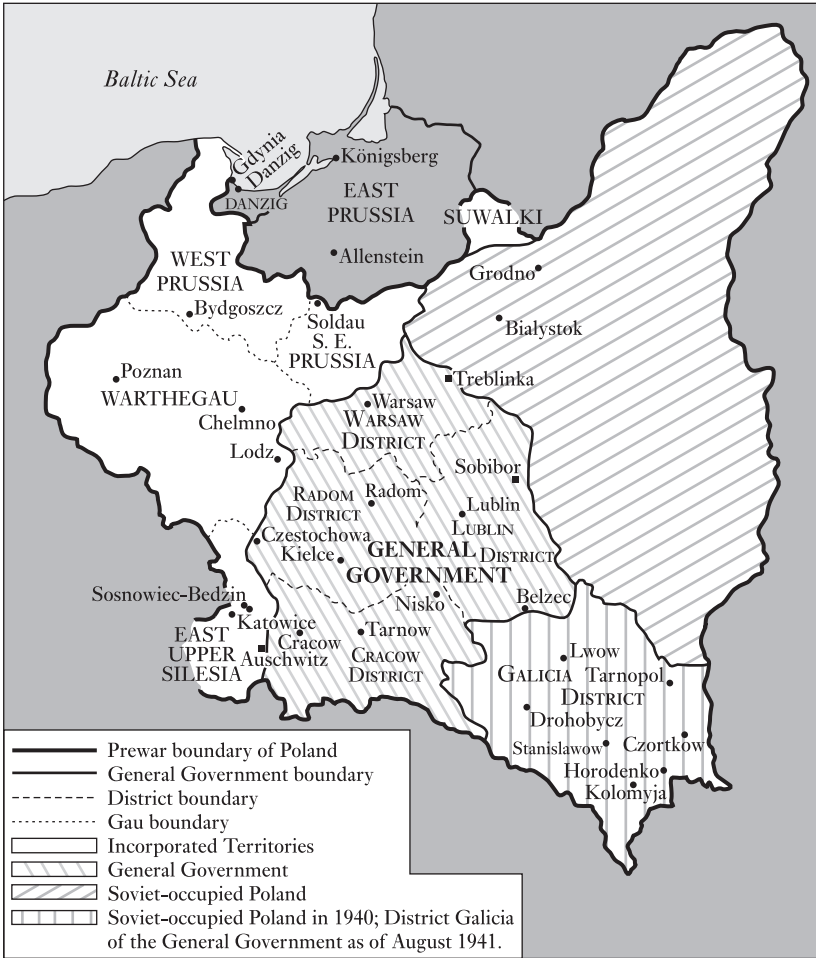 Baltic Sea
Gdynia
Danzig
DANZIG
Königsberg
EAST
PRUSSIA
Allenstein
SUWALKI
Grodno
Białystok
WEST
PRUSSIA
Bydgoszcz
Soldau
S. E.
PRUSSIA
Poznan
WARTHEGAU
Chelmno
Lodz
Treblinka
Warsaw
WARSAW
DISTRICT
Sobibor
RADOM
DISTRICT
Radom
Lublin
LUBLIN
DISTRICT
Czestochowa
Kielce
GENERAL
GOVERNMENT
Nisko
Belzec
Sosnowiec-Bedzin
Katowice
EAST
UPPER
SILESIA
Auschwitz
Cracow
Tarnow
CRACOW
DISTRICT
Lwow
GALICIA
Tarnopol
DISTRICT
Drohobycz
Stanislawow
Czortkow
Horodenko
Kolomyja
Prewar boundary of Poland
General Government boundary
District boundary
Gau boundary
Incorporated Territories
General Government
Soviet-occupied Poland
Soviet-occupied Poland in 1940; District Galicia
of the General Government as of August 1941.